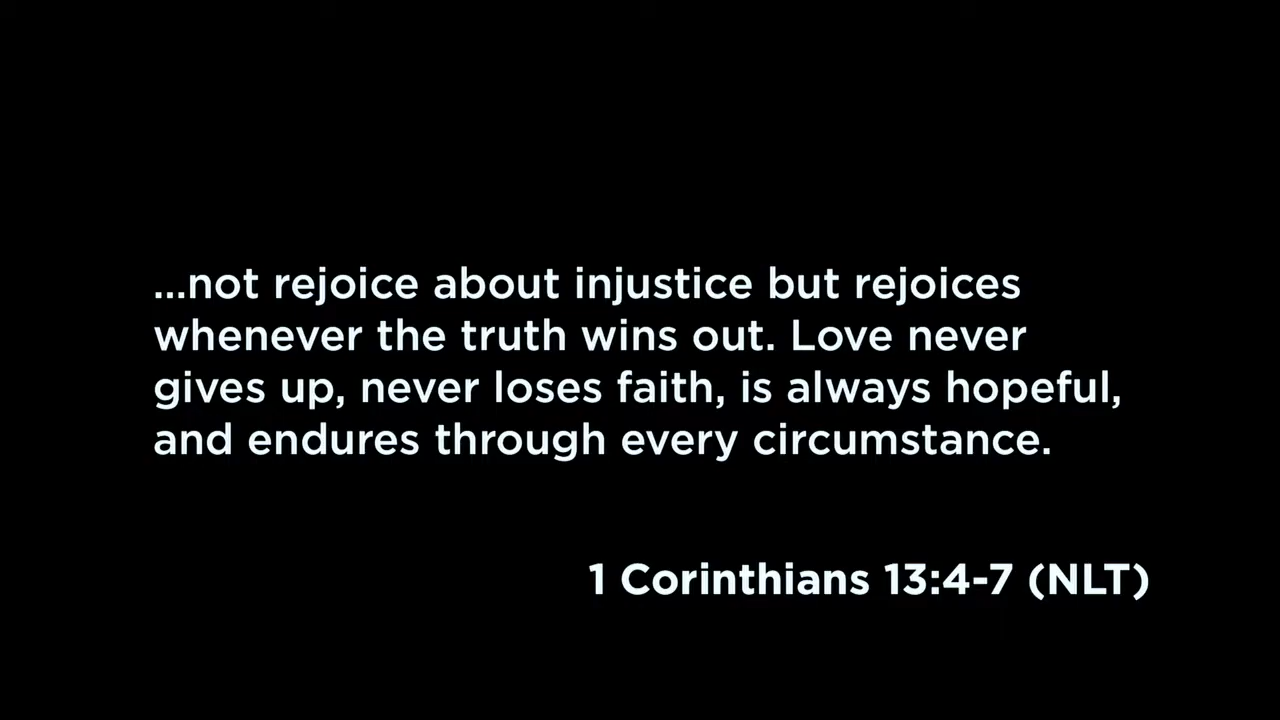 ...not rejoice about injustice but rejoices
whenever the truth wins out. Love never
gives up, never loses faith, is always hopeful,
and endures through every circumstance.
1 Corinthians 13:4-7 (NLT)